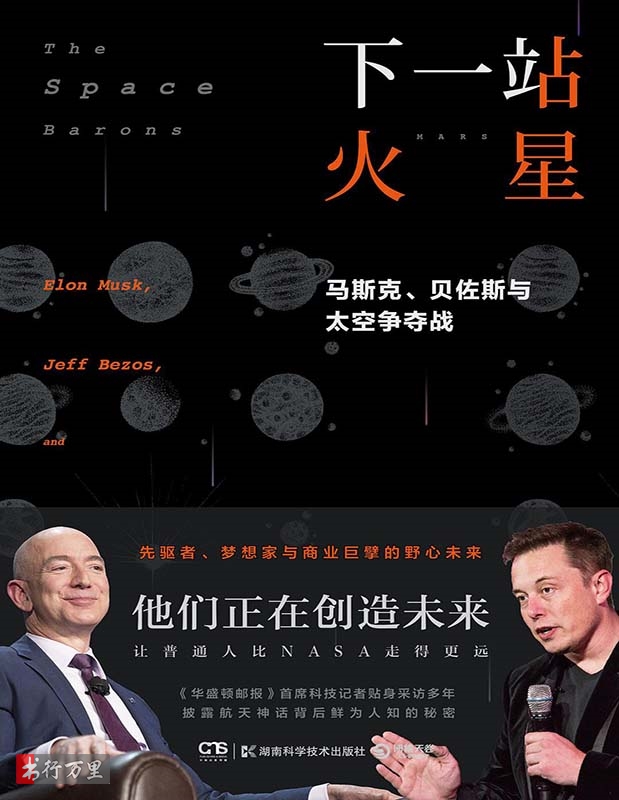 The
Space
Barons
下一站
MARS
火星
Elon Musk,
马斯克、贝佐斯与
太空争夺战
Jeff Bezos,
and
先驱者、梦想家与商业巨擘的野心未来
他们正在创造未来
让普通人比NASA走得更远
《华盛顿邮报》首席科技记者贴身采访多年
披露航天神话背后鲜为人知的秘密
湖南科学技术出版社
博集天卷
书行万里